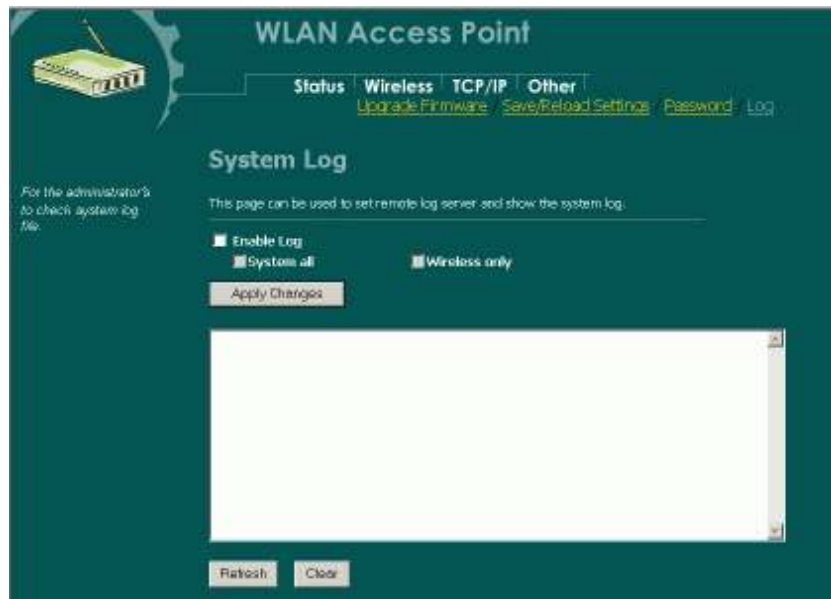 WLAN Access Point
Status Wireless TCP/IP Other
Upgrade Firmware / Save/Reload Settings / Password / Log
System Log
For the administrator's
to check system log
file.
This page can be used to set remote log server and show the system log.
Enable Log
System all Wireless only
Apply Changes
Refresh Clear